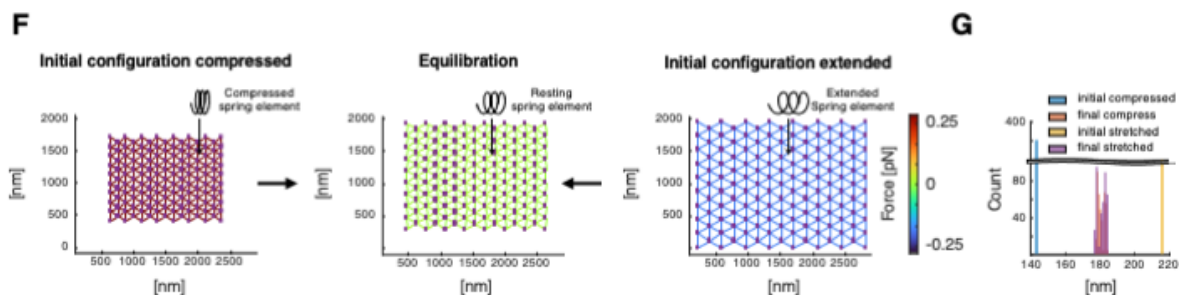 F
G
Initial configuration compressed
Equilibration
Initial configuration extended
Compressed
spring element
Resting
spring element
Extended
Spring element
initial compressed
final compress
initial stretched
final stretched
2000
1500
1000
500
0
[nm]
500 1000 1500 2000 2500
[nm]
2000
1500
1000
500
0
[nm]
500 1000 1500 2000 2500
[nm]
2000
1500
1000
500
0
[nm]
500 1000 1500 2000 2500
[nm]
0.25
0
-0.25
Force [pN]
400
80
40
Count
140 160 180 200 220
[nm]